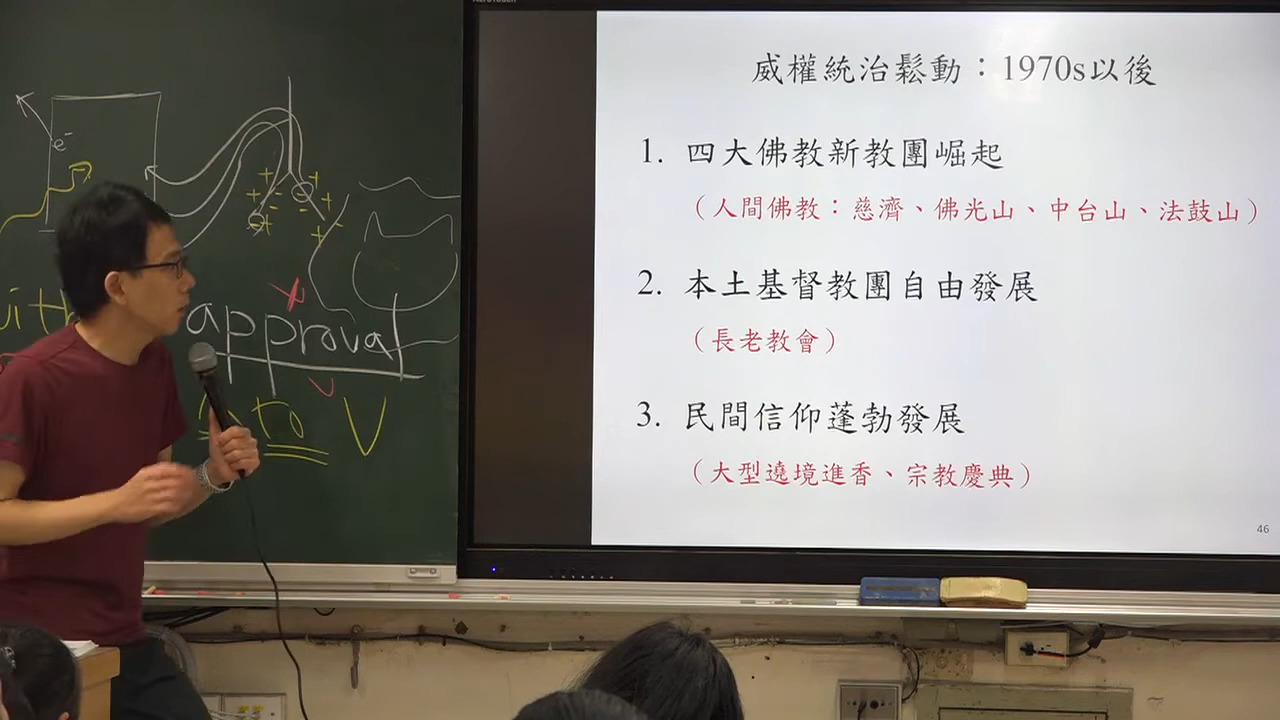 威權統治鬆動：1970s以後
1. 四大佛教新教團崛起
（人間佛教：慈濟、佛光山、中台山、法鼓山）
2. 本土基督教團自由發展
（長老教會）
3. 民間信仰蓬勃發展
（大型遶境進香、宗教慶典）
46
e⁻
approval
to V